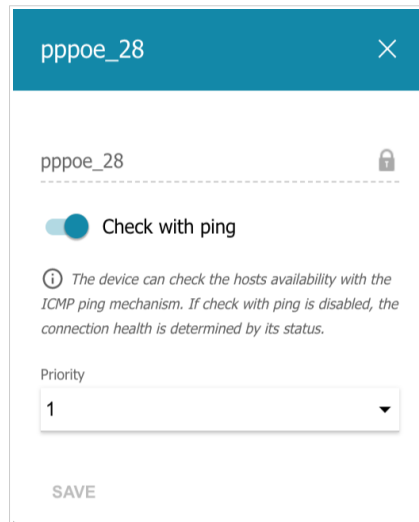 pppoe_28
pppoe_28
Check with ping
The device can check the hosts availability with the
ICMP ping mechanism. If check with ping is disabled, the
connection health is determined by its status.
Priority
1
SAVE